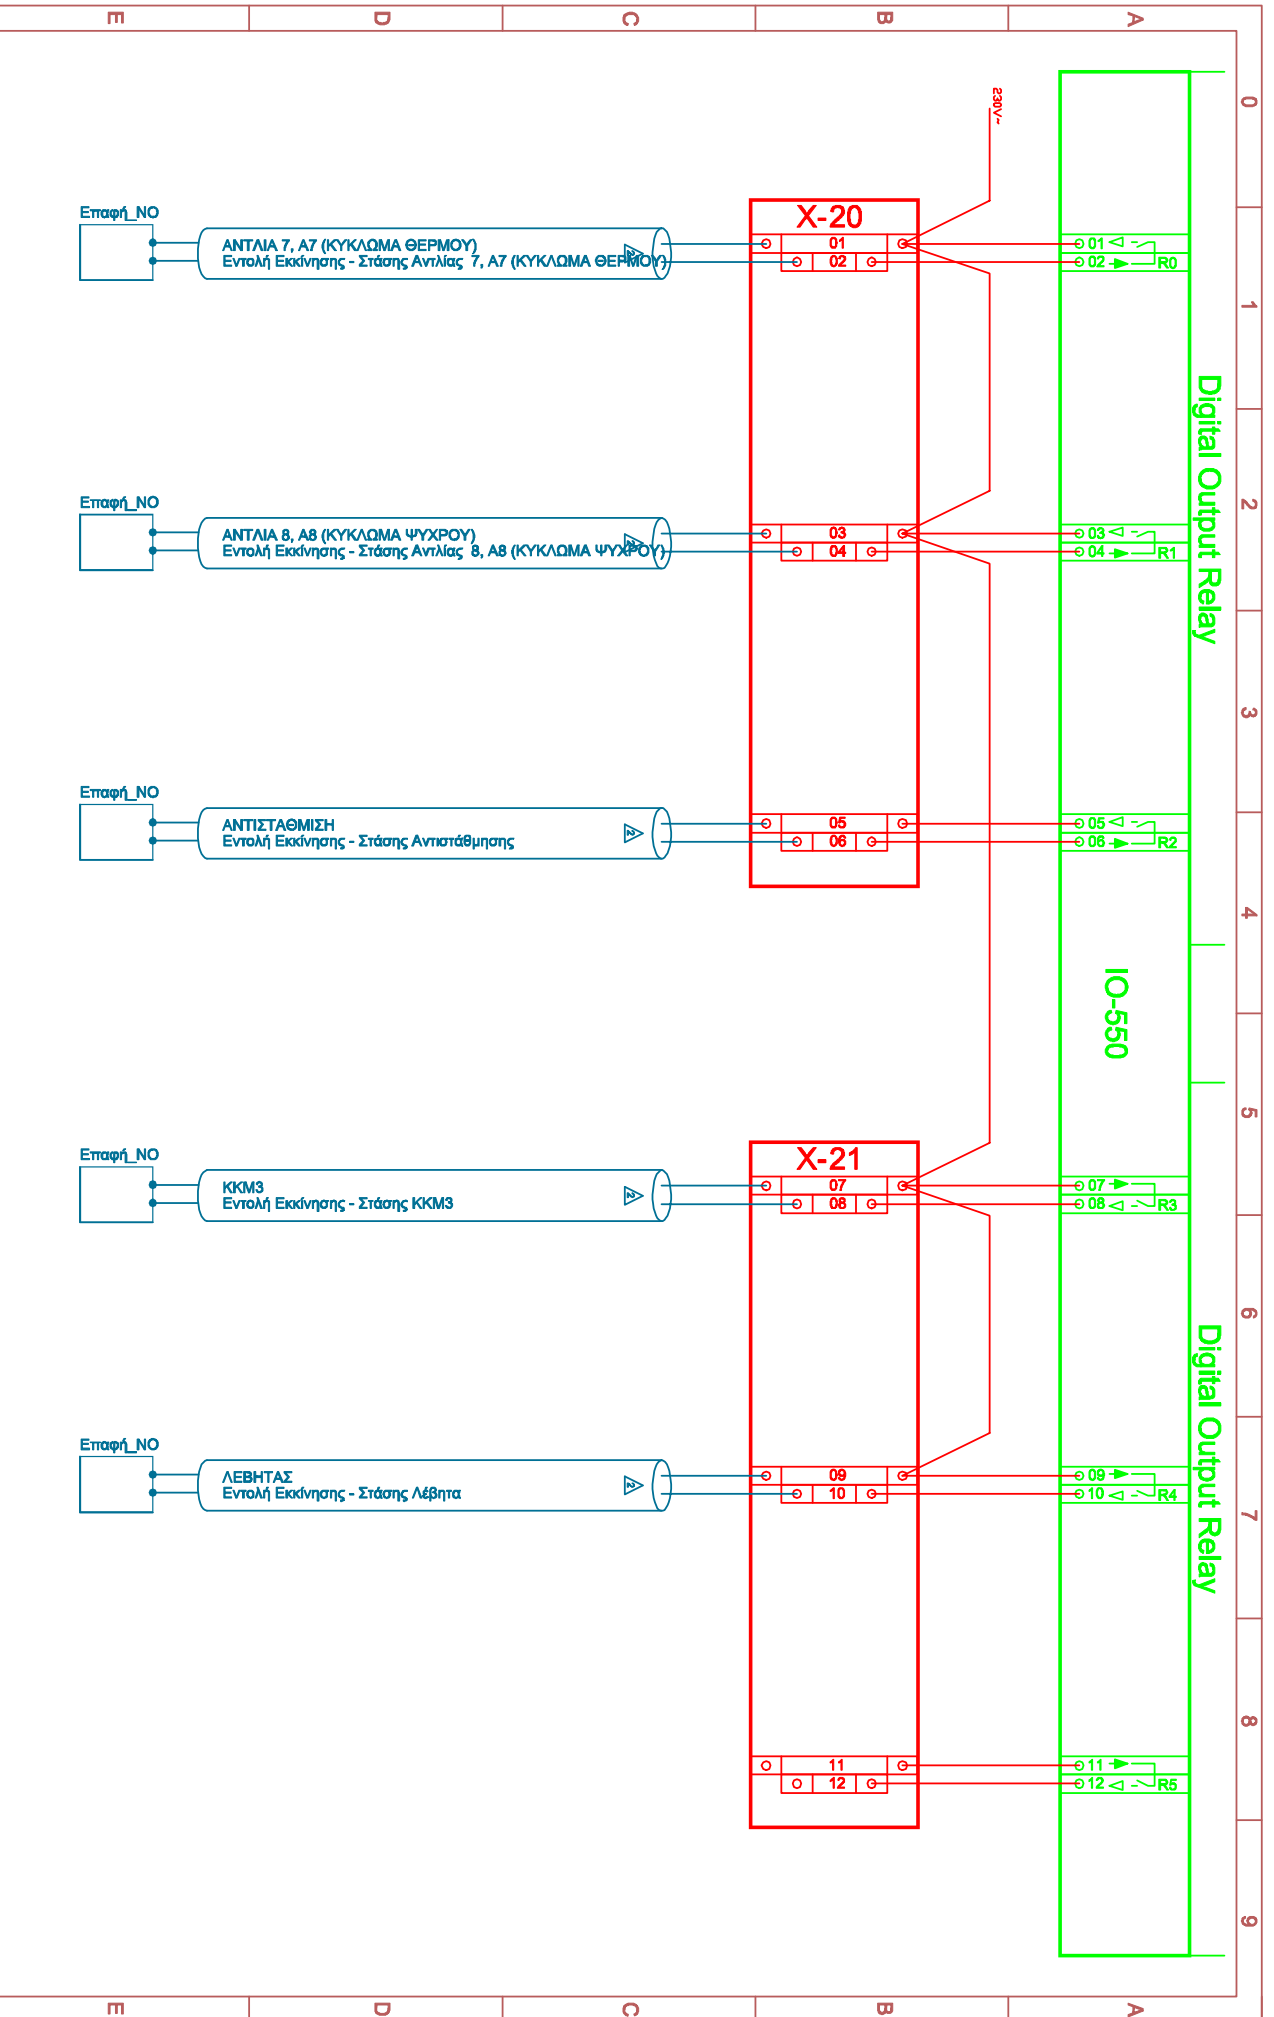 E D C B A
0
1
2
3
4
5
6
7
8
9
230V~
Digital Output Relay
IO-550
Digital Output Relay
X-20
Επαφή_NO
ΑΝΤΛΙΑ 7, Α7 (ΚΥΚΛΩΜΑ ΘΕΡΜΟΥ)
Εντολή Εκκίνησης - Στάσης Αντλίας 7, Α7 (ΚΥΚΛΩΜΑ ΘΕΡΜΟΥ)
2
01 01
02 02 R0
Επαφή_NO
ΑΝΤΛΙΑ 8, Α8 (ΚΥΚΛΩΜΑ ΨΥΧΡΟΥ)
Εντολή Εκκίνησης - Στάσης Αντλίας 8, Α8 (ΚΥΚΛΩΜΑ ΨΥΧΡΟΥ)
2
03 03
04 04 R1
Επαφή_NO
ΑΝΤΙΣΤΑΘΜΙΣΗ
Εντολή Εκκίνησης - Στάσης Αντιστάθμησης
2
05 05
06 06 R2
X-21
Επαφή_NO
ΚΚΜ3
Εντολή Εκκίνησης - Στάσης ΚΚΜ3
2
07 07
08 08 R3
Επαφή_NO
ΛΕΒΗΤΑΣ
Εντολή Εκκίνησης - Στάσης Λέβητα
2
09 09
10 10 R4
11 11
12 12 R5
E D C B A